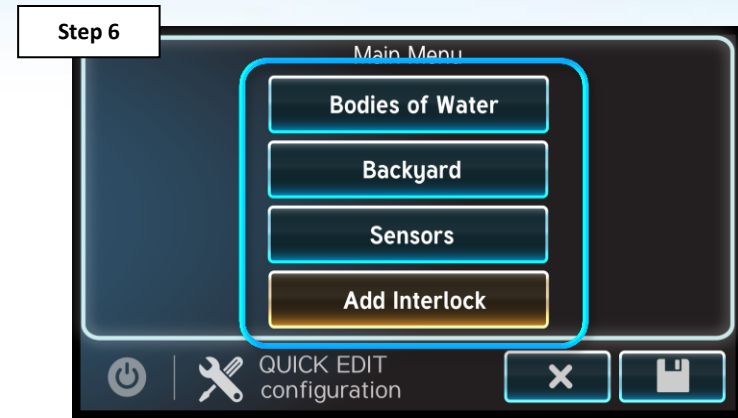 Step 6
Main Menu
Bodies of Water
Backyard
Sensors
Add Interlock
QUICK EDIT
configuration